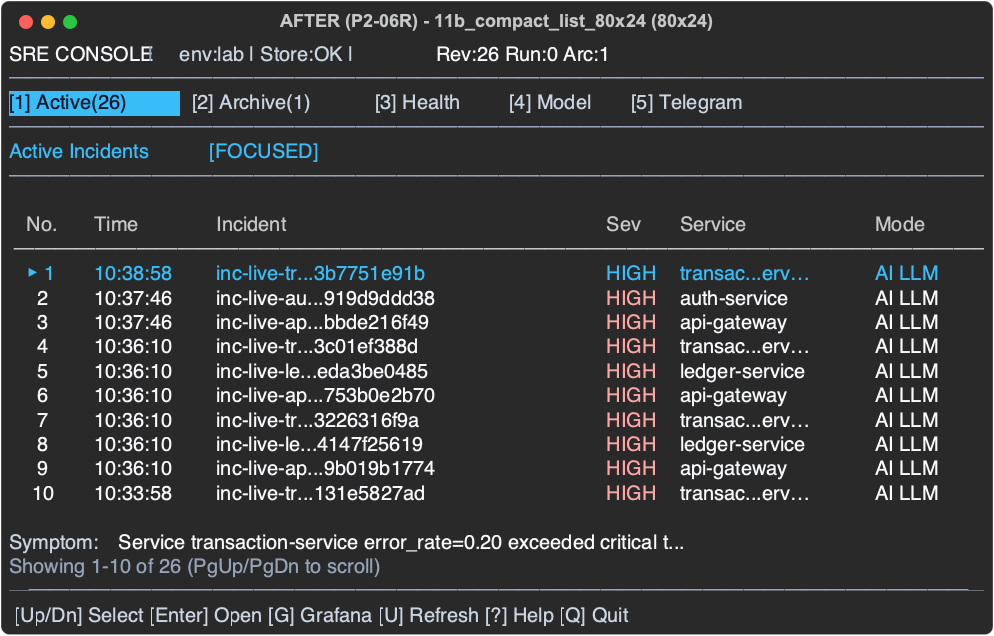 AFTER (P2-06R) - 11b_compact_list_80x24 (80x24)
SRE CONSOLE | env:lab | Store:OK | Rev:26 Run:0 Arc:1
[1] Active(26) [2] Archive(1) [3] Health [4] Model [5] Telegram
Active Incidents [FOCUSED]
No. Time Incident Sev Service Mode
▸ 1 10:38:58 inc-live-tr...3b7751e91b HIGH transac...erv... AI LLM
2 10:37:46 inc-live-au...919d9ddd38 HIGH auth-service AI LLM
3 10:37:46 inc-live-ap...bbde216f49 HIGH api-gateway AI LLM
4 10:36:10 inc-live-tr...3c01ef388d HIGH transac...erv... AI LLM
5 10:36:10 inc-live-le...eda3be0485 HIGH ledger-service AI LLM
6 10:36:10 inc-live-ap...753b0e2b70 HIGH api-gateway AI LLM
7 10:36:10 inc-live-tr...3226316f9a HIGH transac...erv... AI LLM
8 10:36:10 inc-live-le...4147f25619 HIGH ledger-service AI LLM
9 10:36:10 inc-live-ap...9b019b1774 HIGH api-gateway AI LLM
10 10:33:58 inc-live-tr...131e5827ad HIGH transac...erv... AI LLM
Symptom: Service transaction-service error_rate=0.20 exceeded critical t...
Showing 1-10 of 26 (PgUp/PgDn to scroll)
[Up/Dn] Select [Enter] Open [G] Grafana [U] Refresh [?] Help [Q] Quit